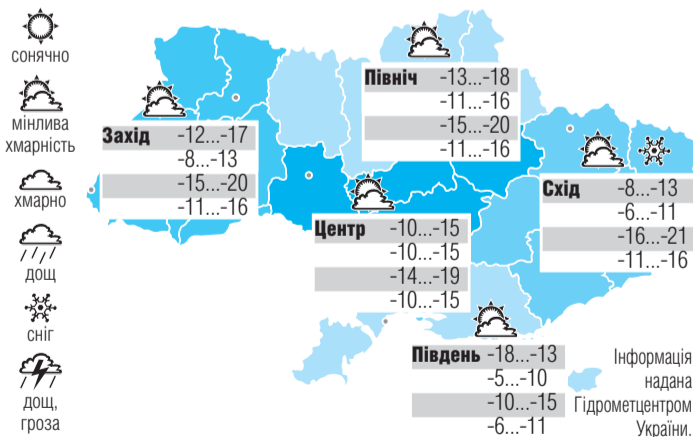 сонячно
мінлива
хмарність
хмарно
дощ
сніг
дощ,
гроза
Північ -13...-18
-11...-16
-15...-20
-11...-16
Захід -12...-17
-8...-13
-15...-20
-11...-16
Схід -8...-13
-6...-11
-16...-21
-11...-16
Центр -10...-15
-10...-15
-14...-19
-10...-15
Південь -18...-13
-5...-10
-10...-15
-6...-11
Інформація
надана
Гідрометцентром
України.